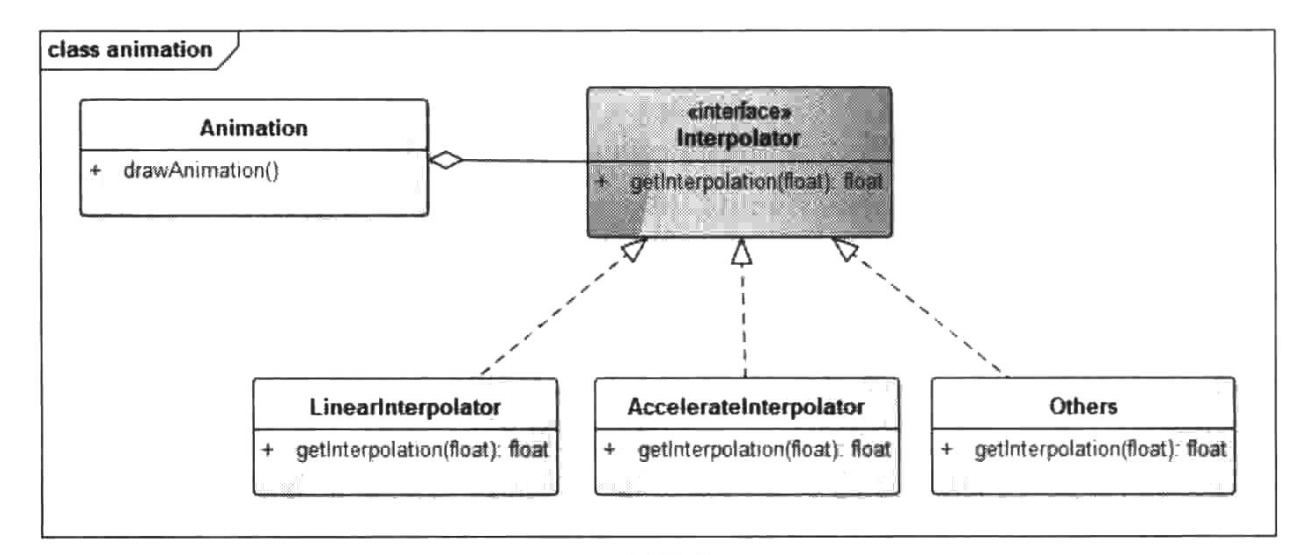 class animation
Animation
+ drawAnimation()
«interface»
Interpolator
+ getInterpolation(float): float
LinearInterpolator
+ getInterpolation(float): float
AccelerateInterpolator
+ getInterpolation(float): float
Others
+ getInterpolation(float): float